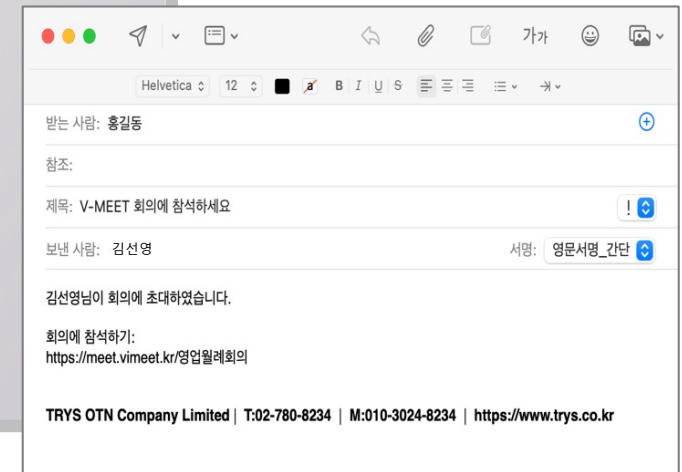 가가
Helvetica 12 a B I U S
받는 사람: 홍길동
참조:
제목: V-MEET 회의에 참석하세요 !
보낸 사람: 김선영 서명: 영문서명_간단
김선영님이 회의에 초대하였습니다.
회의에 참석하기:
https://meet.vimeet.kr/영업월례회의
TRYS OTN Company Limited | T:02-780-8234 | M:010-3024-8234 | https://www.trys.co.kr